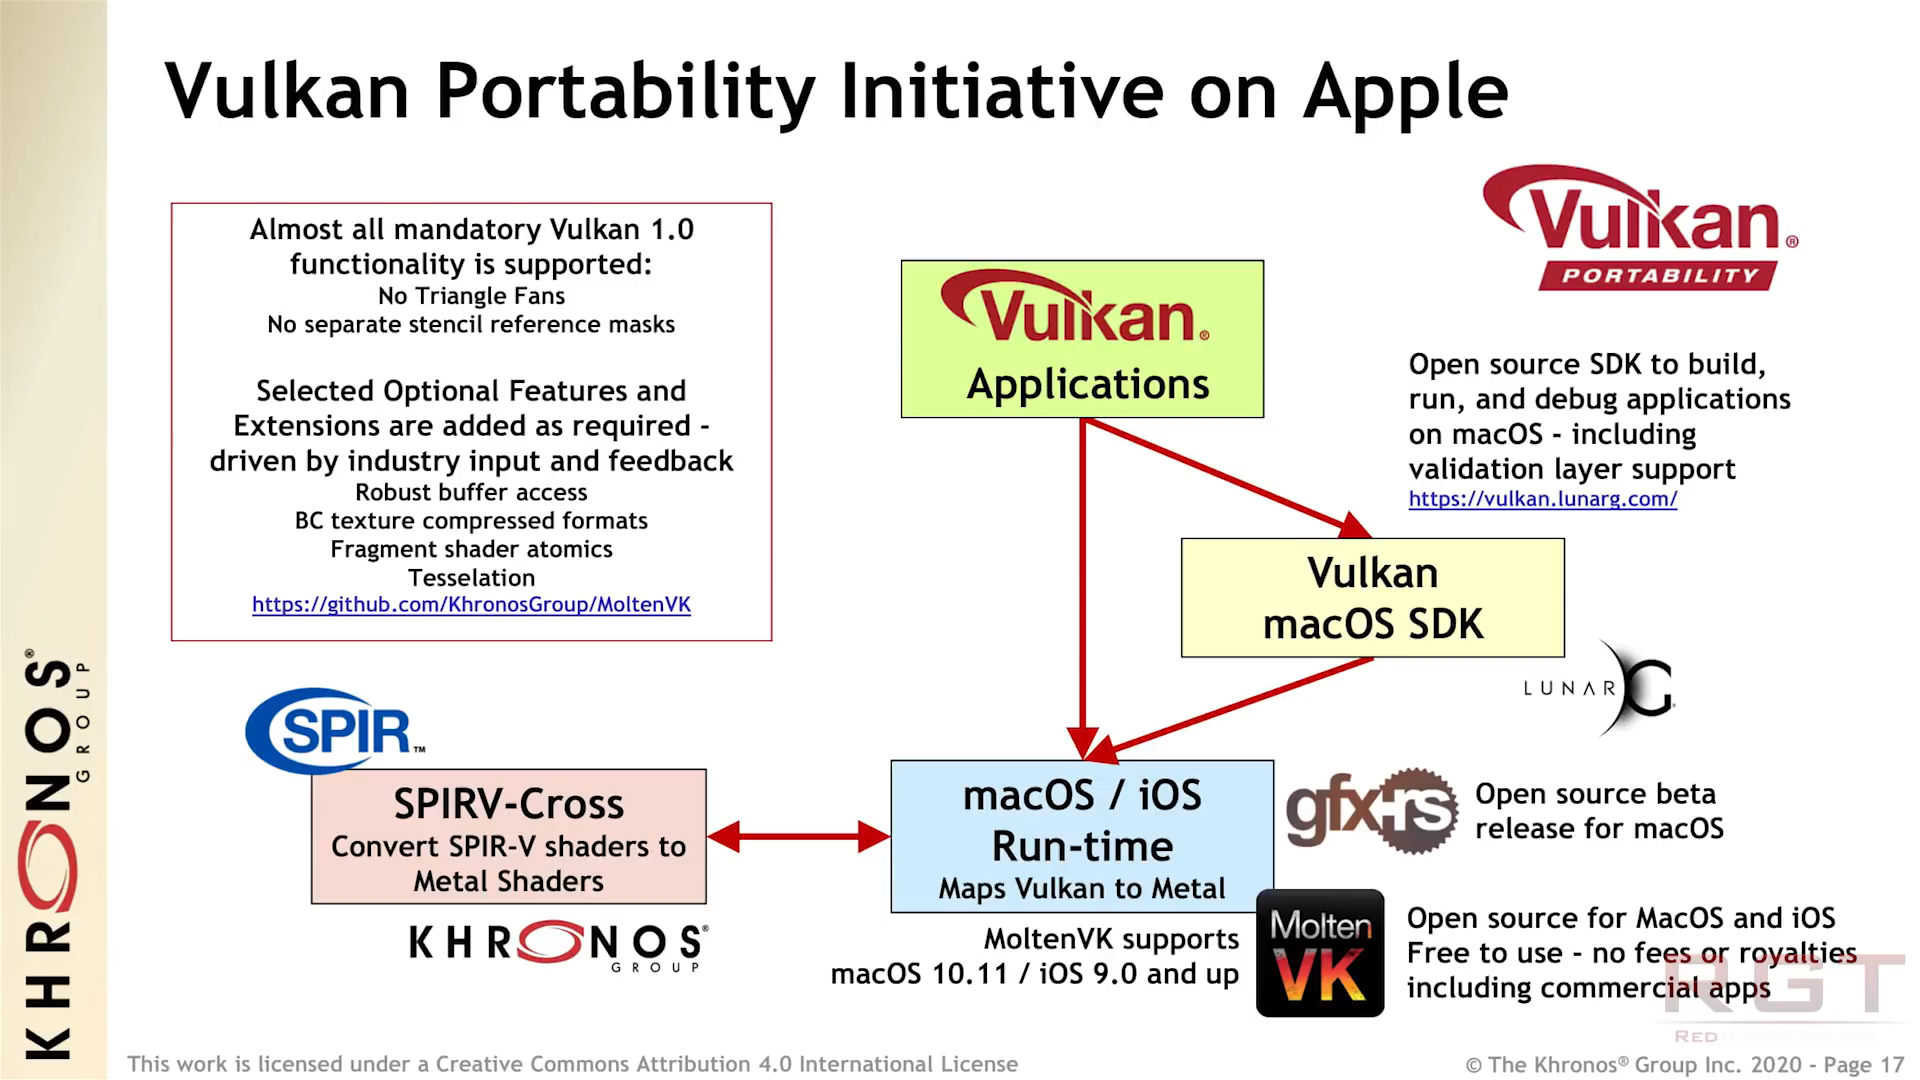 Vulkan Portability Initiative on Apple
Almost all mandatory Vulkan 1.0
functionality is supported:
No Triangle Fans
No separate stencil reference masks
Selected Optional Features and
Extensions are added as required -
driven by industry input and feedback
Robust buffer access
BC texture compressed formats
Fragment shader atomics
Tesselation
https://github.com/KhronosGroup/MoltenVK
Vulkan®
Applications
Vulkan®
PORTABILITY
Open source SDK to build,
run, and debug applications
on macOS - including
validation layer support
https://vulkan.lunarg.com/
Vulkan
macOS SDK
LUNAR G
SPIR™
SPIRV-Cross
Convert SPIR-V shaders to
Metal Shaders
KHRONOS®
GROUP
macOS / iOS
Run-time
Maps Vulkan to Metal
gfx-rs
Open source beta
release for macOS
MoltenVK supports
macOS 10.11 / iOS 9.0 and up
Molten
VK
Open source for MacOS and iOS
Free to use - no fees or royalties
including commercial apps
RGT
RED
KHRONOS®
GROUP
This work is licensed under a Creative Commons Attribution 4.0 International License
© The Khronos® Group Inc. 2020 - Page 17